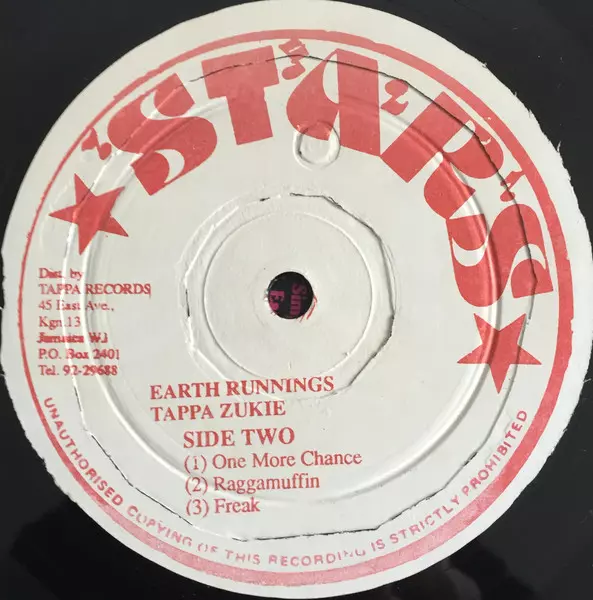 STARS
Dist. by
TAPPA RECORDS
45 East Ave.,
Kgn.13
Jamaica W.I
P.O. Box 2401
Tel. 92-29688
EARTH RUNNINGS
TAPPA ZUKIE
SIDE TWO
(1) One More Chance
(2) Raggamuffin
(3) Freak
UNAUTHORISED COPYING OF THIS RECORDING IS STRICTLY PROHIBITED